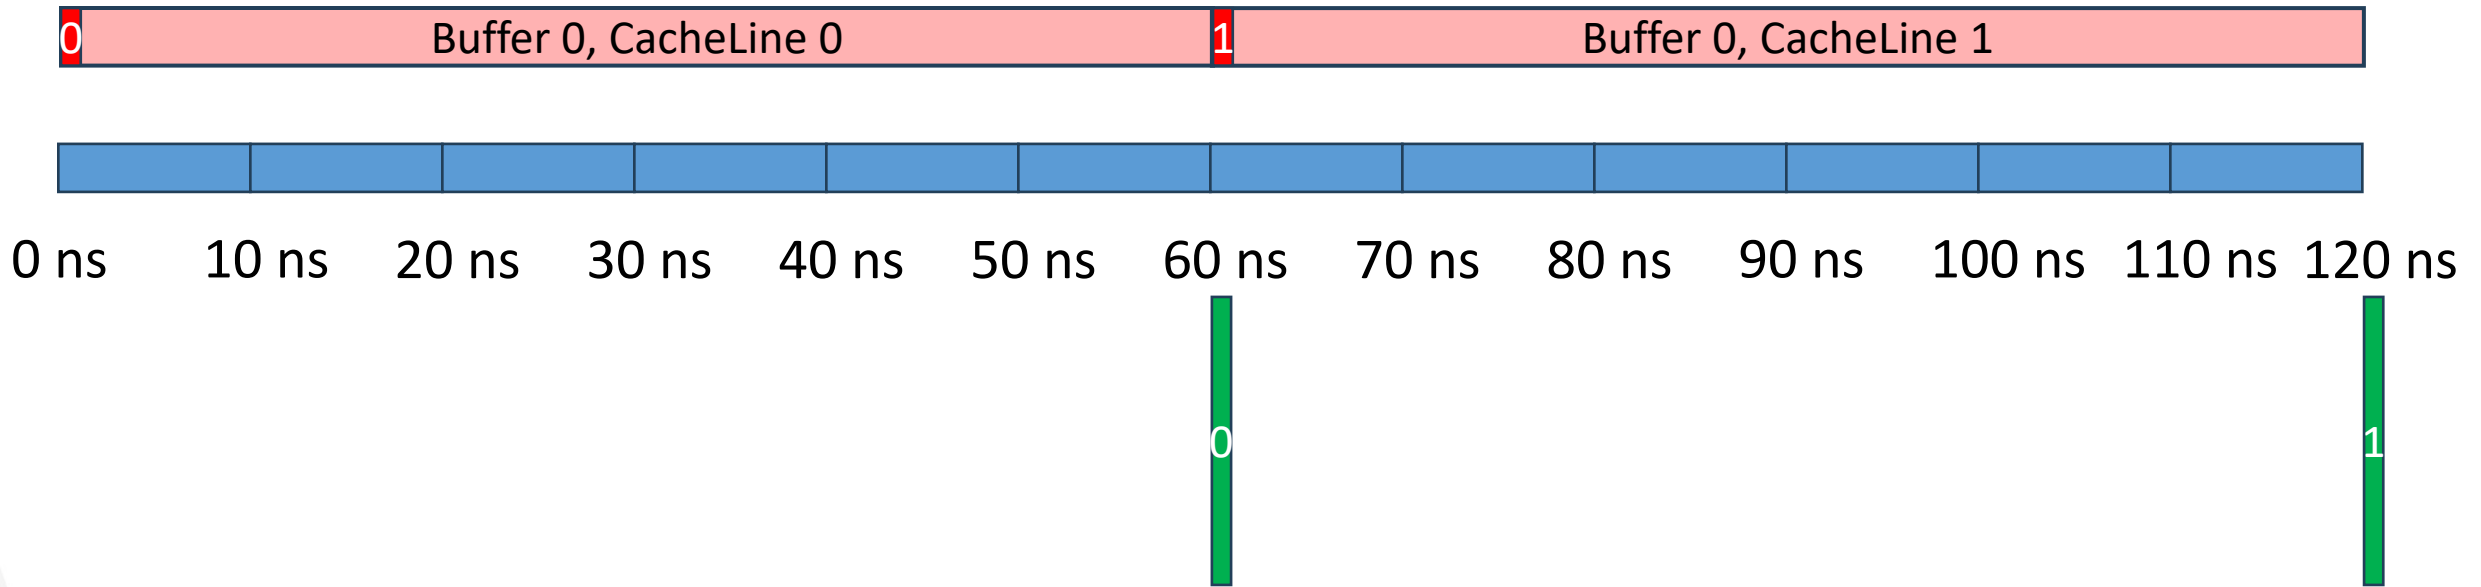 0 Buffer 0, CacheLine 0 1 Buffer 0, CacheLine 1
0 ns 10 ns 20 ns 30 ns 40 ns 50 ns 60 ns 70 ns 80 ns 90 ns 100 ns 110 ns 120 ns
0 1